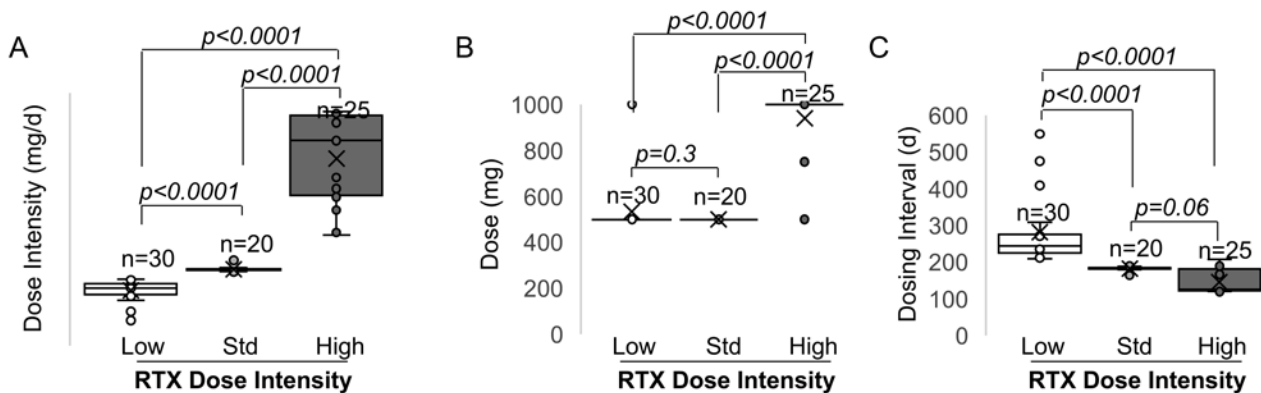 A
p<0.0001
p<0.0001
p<0.0001
n=30
n=20
n=25
Dose Intensity (mg/d)
Low Std High
RTX Dose Intensity
B
p<0.0001
p<0.0001
p=0.3
n=30
n=20
n=25
Dose (mg)
1000
800
600
400
200
0
Low Std High
RTX Dose Intensity
C
p<0.0001
p<0.0001
p=0.06
n=30
n=20
n=25
Dosing Interval (d)
600
500
400
300
200
100
0
Low Std High
RTX Dose Intensity